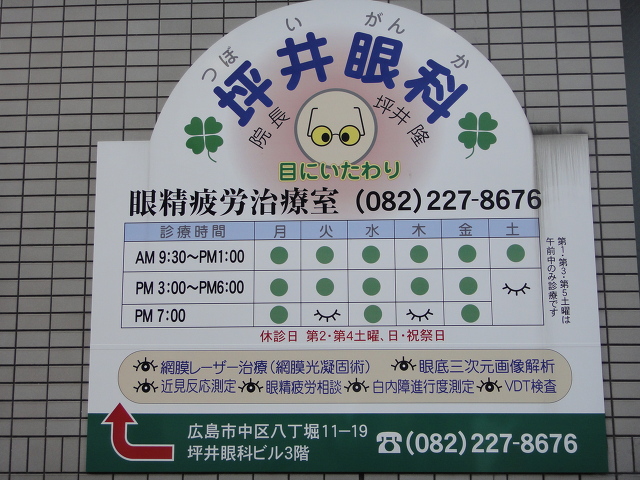 つぼ い がん か
坪井眼科
院長 坪井 隆
目にいたわり
眼精疲労治療室 (082)227-8676
診療時間 月 火 水 木 金 土
AM 9:30〜PM1:00
PM 3:00〜PM6:00
PM 7:00
第1・第3・第5土曜は
午前中のみ診療です
休診日 第2・第4土曜、日・祝祭日
網膜レーザー治療(網膜光凝固術) 眼底三次元画像解析
近見反応測定 眼精疲労相談 白内障進行度測定 VDT検査
広島市中区八丁堀11-19
坪井眼科ビル3階
☎(082)227-8676